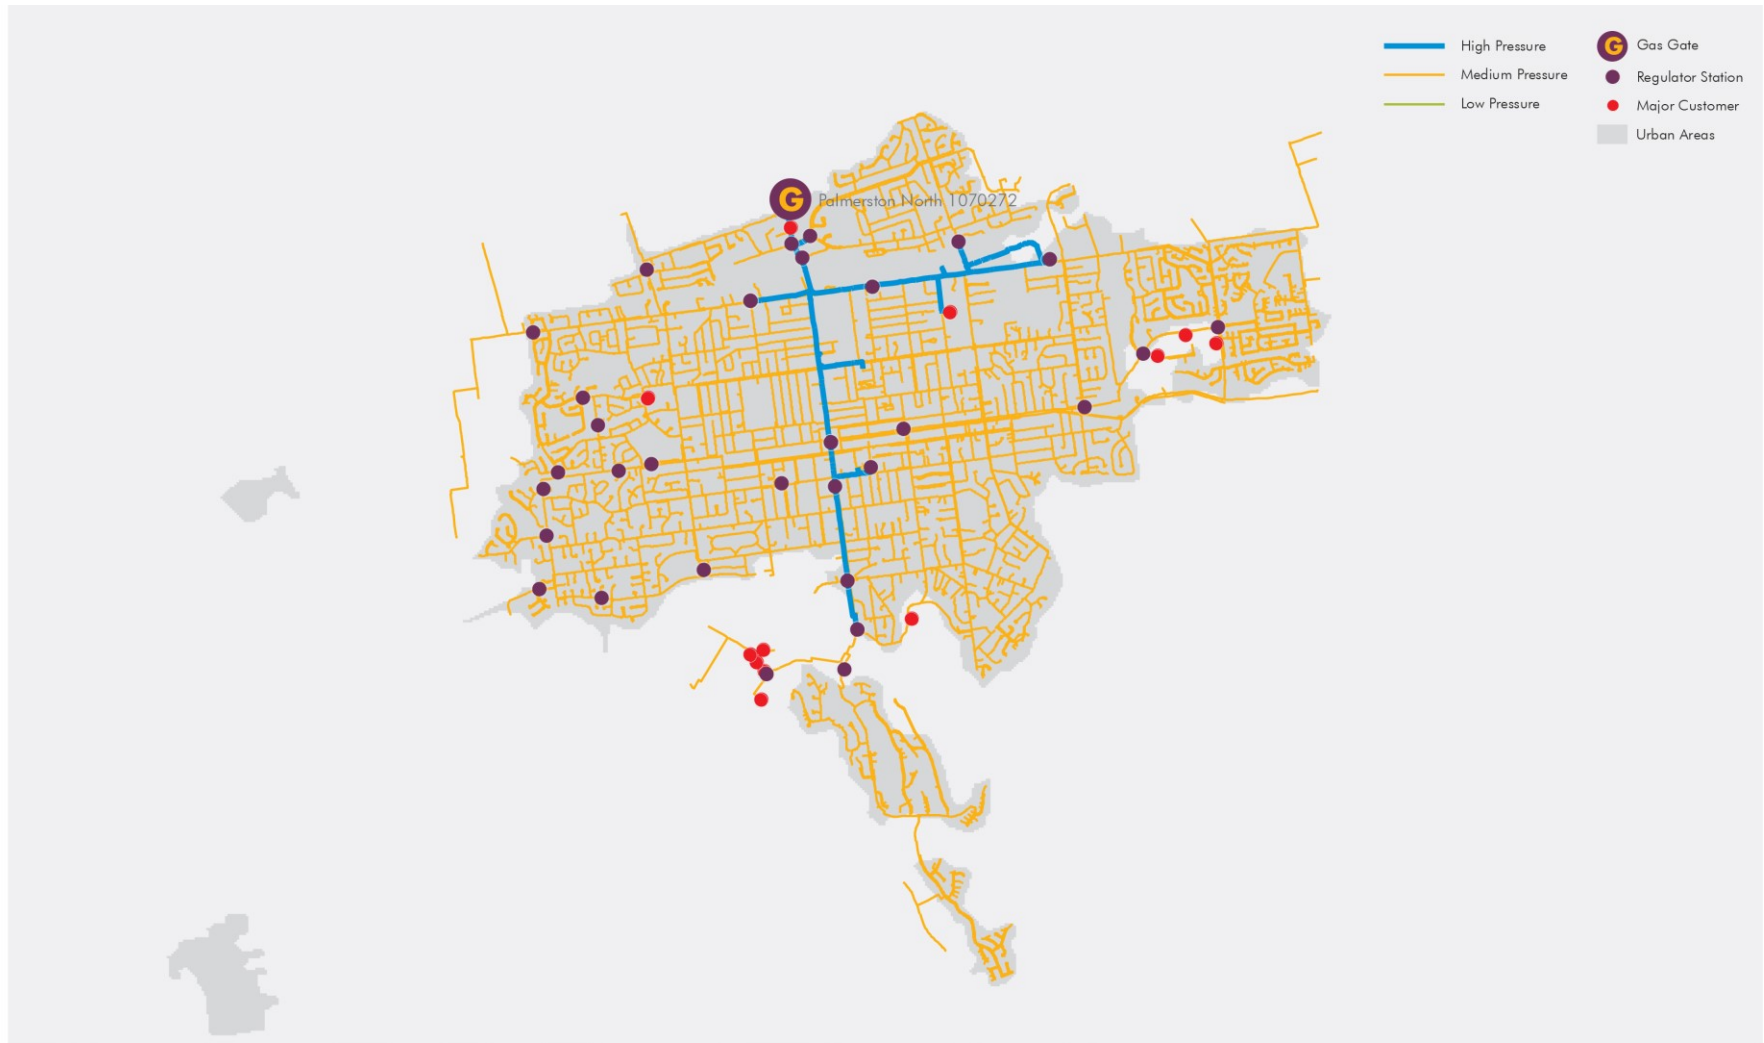 High Pressure
Medium Pressure
Low Pressure
G Gas Gate
Regulator Station
Major Customer
Urban Areas
G Palmerston North 1070272